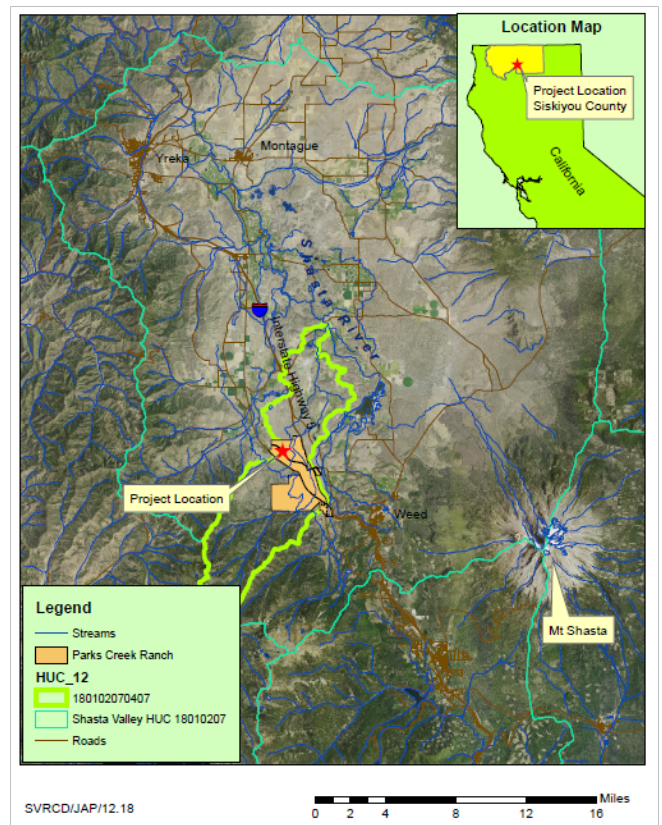 Location Map
Project Location
Siskiyou County
California
Yreka
Montague
Shasta River
Interstate Highway 5
Project Location
Weed
Mt Shasta
Legend
Streams
Parks Creek Ranch
HUC_12
180102070407
Shasta Valley HUC 18010207
Roads
SVRCD/JAP/12.18
Miles
0 2 4 8 12 16